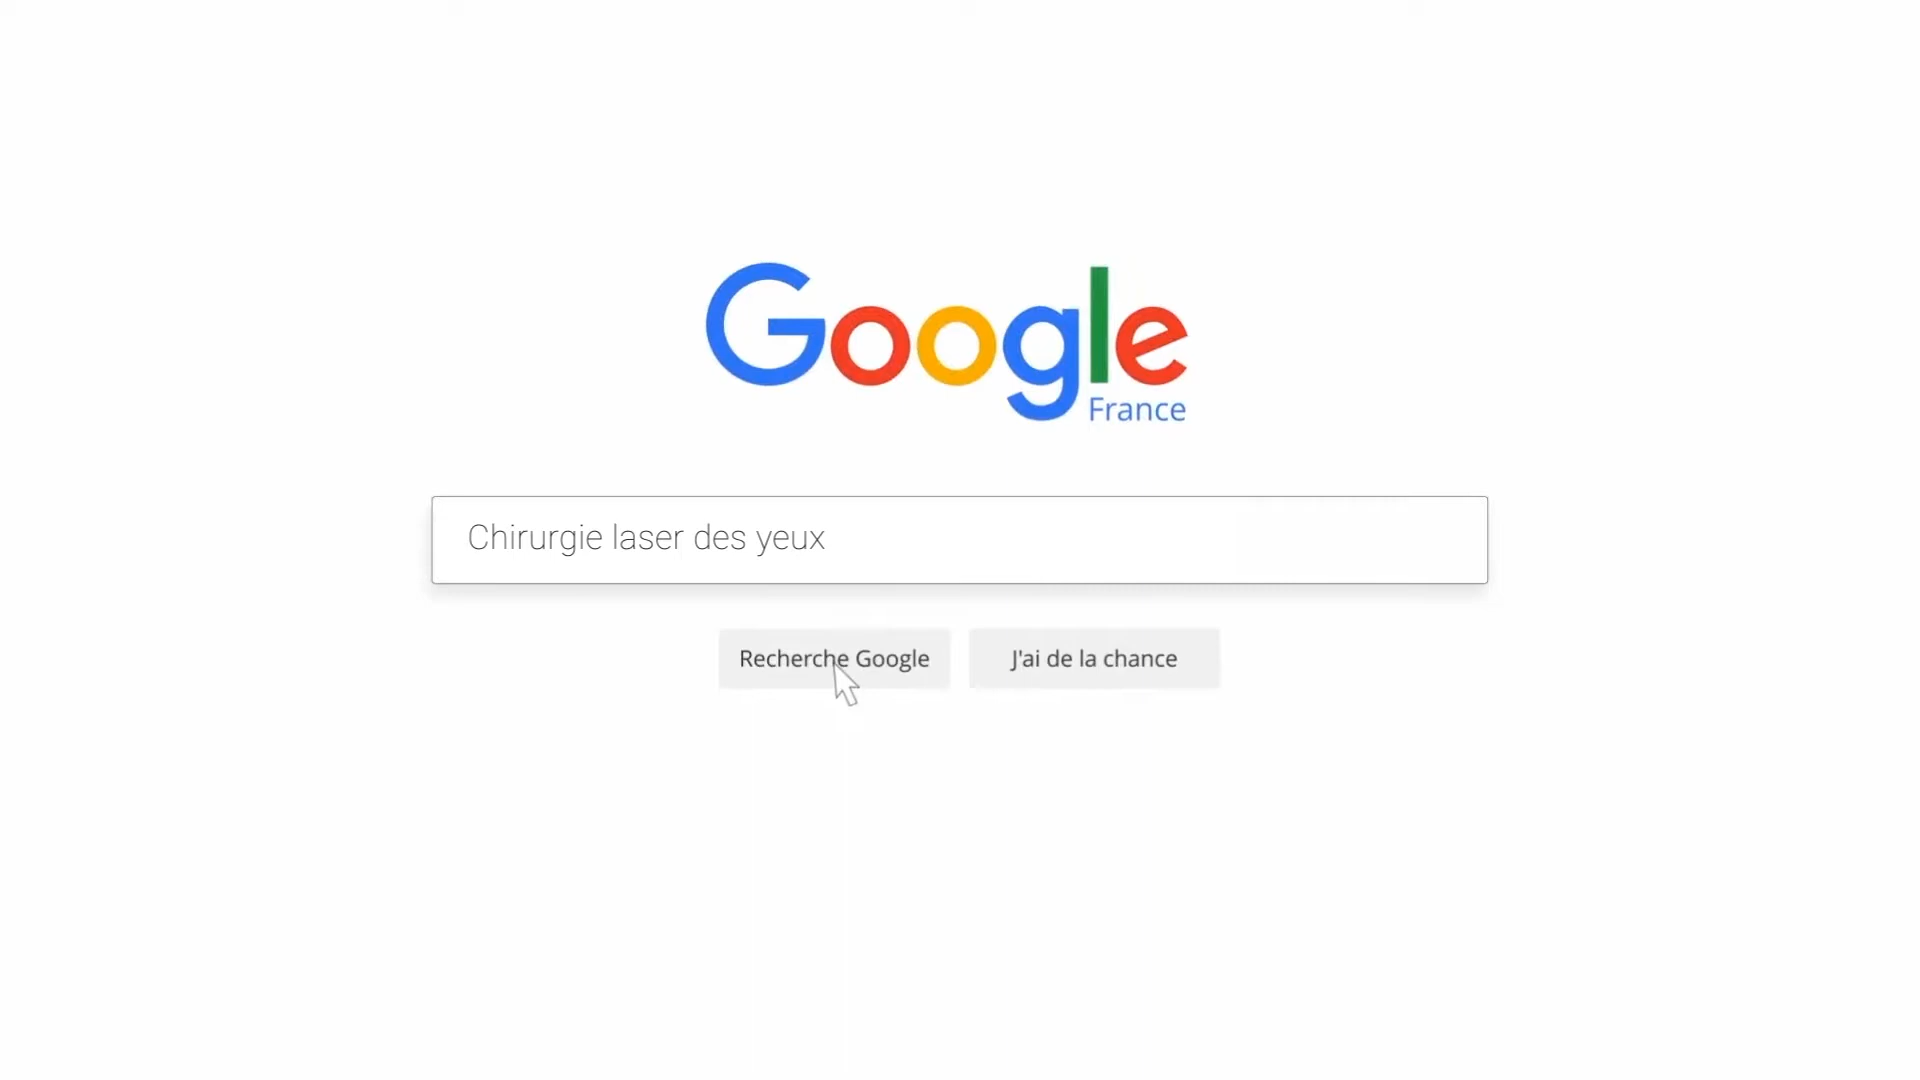 Google
France
Chirurgie laser des yeux
Recherche Google
J'ai de la chance